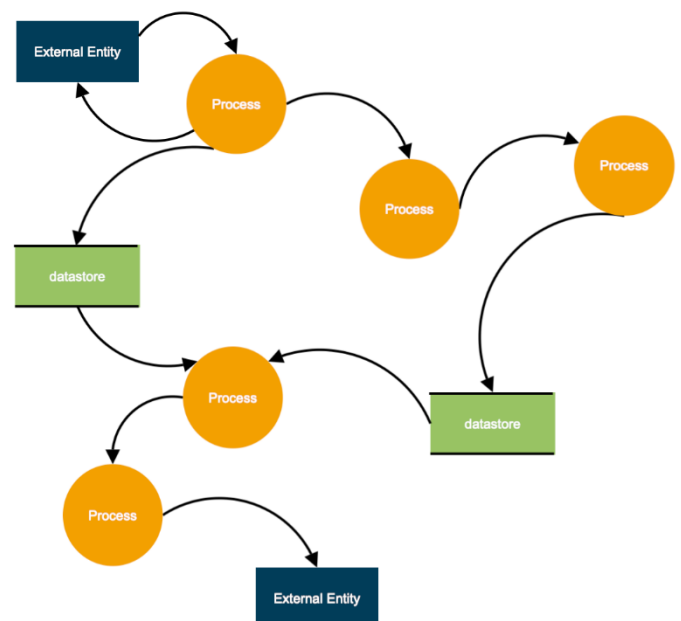 External Entity
Process
Process
Process
datastore
Process
datastore
Process
External Entity